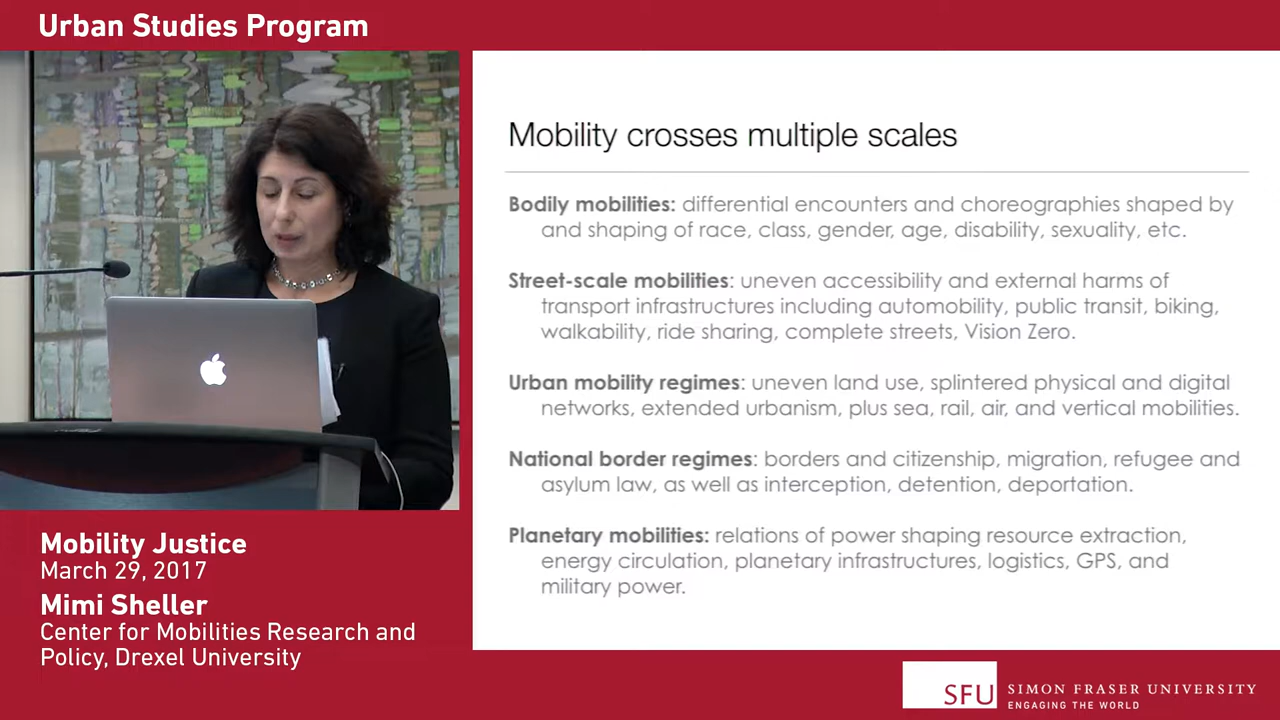 Urban Studies Program
Mobility crosses multiple scales
Bodily mobilities: differential encounters and choreographies shaped by
and shaping of race, class, gender, age, disability, sexuality, etc.
Street-scale mobilities: uneven accessibility and external harms of
transport infrastructures including automobility, public transit, biking,
walkability, ride sharing, complete streets, Vision Zero.
Urban mobility regimes: uneven land use, splintered physical and digital
networks, extended urbanism, plus sea, rail, air, and vertical mobilities.
National border regimes: borders and citizenship, migration, refugee and
asylum law, as well as interception, detention, deportation.
Planetary mobilities: relations of power shaping resource extraction,
energy circulation, planetary infrastructures, logistics, GPS, and
military power.
Mobility Justice
March 29, 2017
Mimi Sheller
Center for Mobilities Research and
Policy, Drexel University
SFU
SIMON FRASER UNIVERSITY
ENGAGING THE WORLD